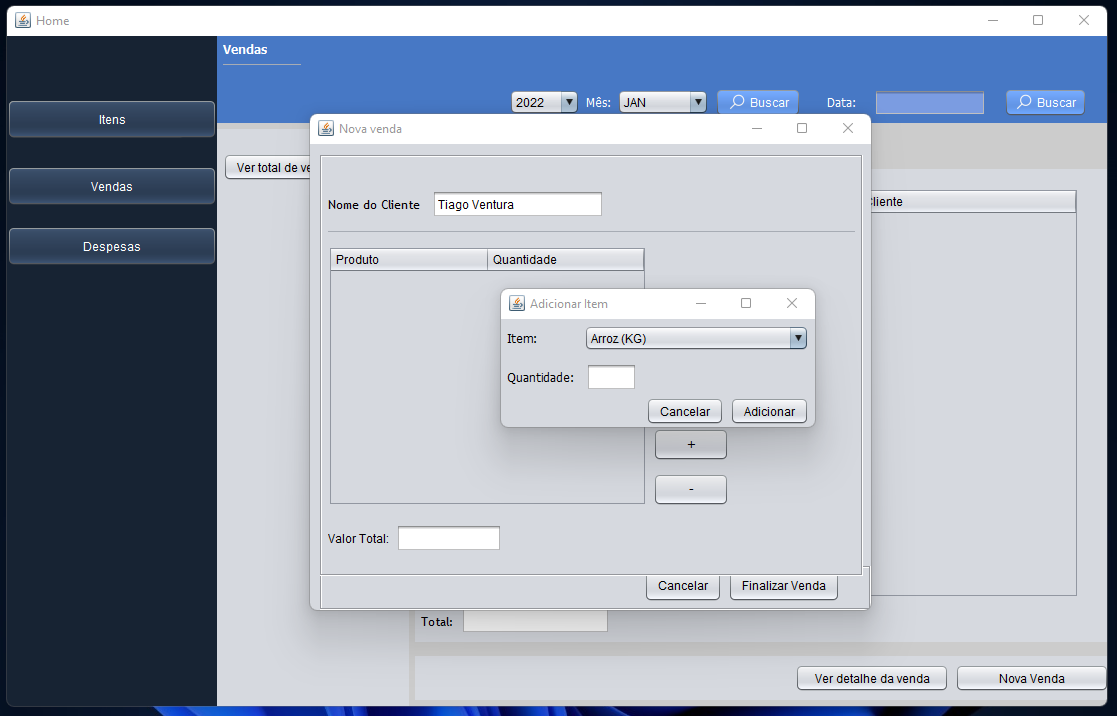 Home
Vendas
2022 Mês: JAN Buscar Data: Buscar
Itens
Vendas
Despesas
Ver total de ve
Cliente
Nova venda
Nome do Cliente Tiago Ventura
Produto Quantidade
Adicionar Item
Item: Arroz (KG)
Quantidade:
Cancelar Adicionar
+
-
Valor Total:
Cancelar Finalizar Venda
Total:
Ver detalhe da venda Nova Venda